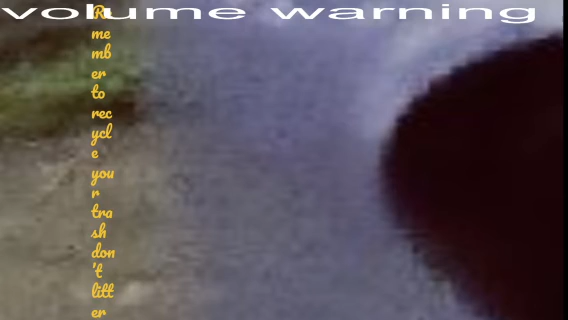 volume warning
R
me
mb
er
to
rec
ycl
e
you
r
tra
sh
don
't
litt
er